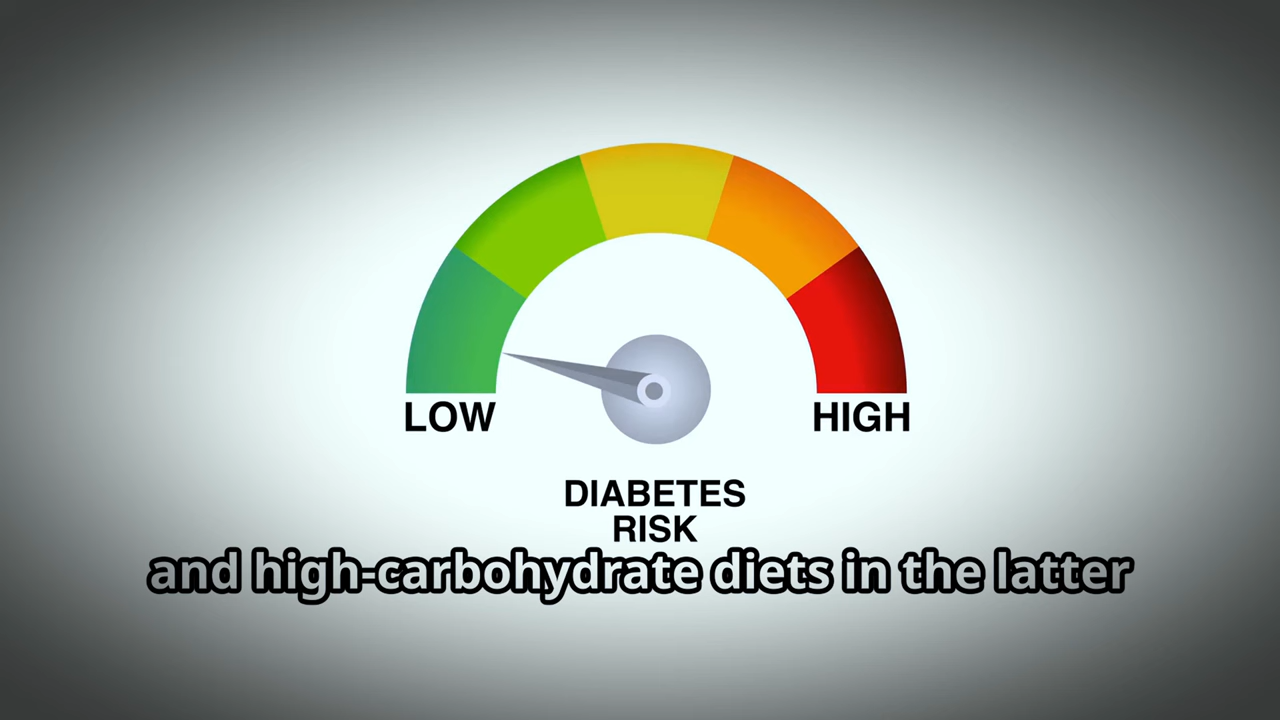 LOW
HIGH
DIABETES
RISK
and high-carbohydrate diets in the latter